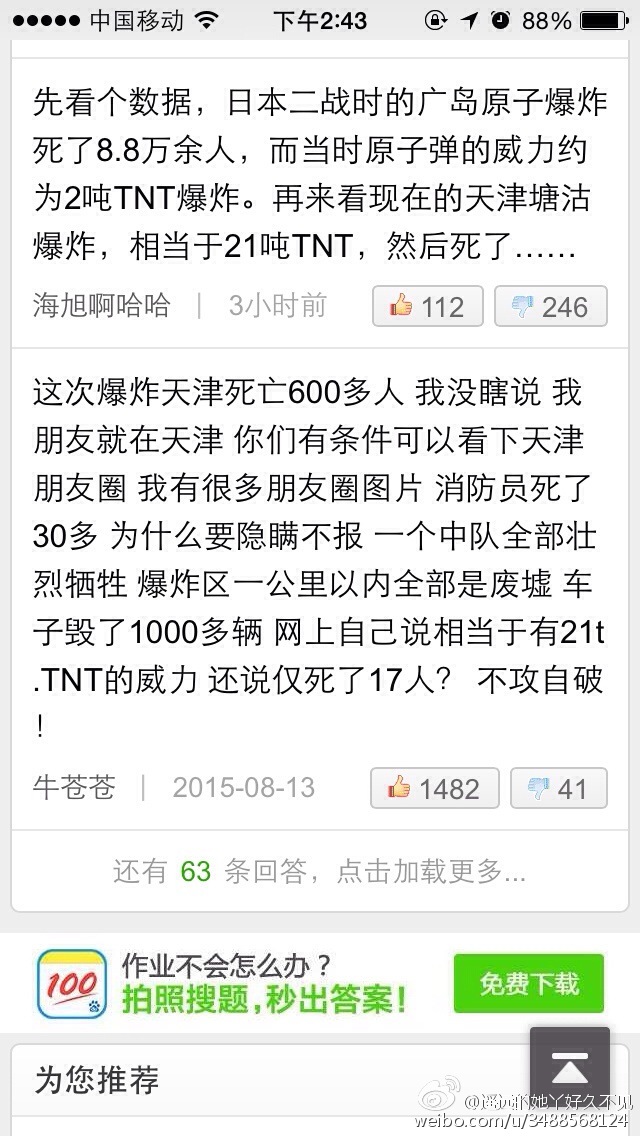 中国移动 下午2:43 88%
先看个数据，日本二战时的广岛原子爆炸
死了8.8万余人，而当时原子弹的威力约
为2吨TNT爆炸。再来看现在的天津塘沽
爆炸，相当于21吨TNT，然后死了……
海旭啊哈哈 | 3小时前 112 246
这次爆炸天津死亡600多人 我没瞎说 我
朋友就在天津 你们有条件可以看下天津
朋友圈 我有很多朋友圈图片 消防员死了
30多 为什么要隐瞒不报 一个中队全部壮
烈牺牲 爆炸区一公里以内全部是废墟 车
子毁了1000多辆 网上自己说相当于有21t
.TNT的威力 还说仅死了17人？ 不攻自破
！
牛苍苍 | 2015-08-13 1482 41
还有 63 条回答，点击加载更多...
100
作业不会怎么办？
拍照搜题，秒出答案！
免费下载
为您推荐
她丫好久不见
weibo.com/u/3488568124